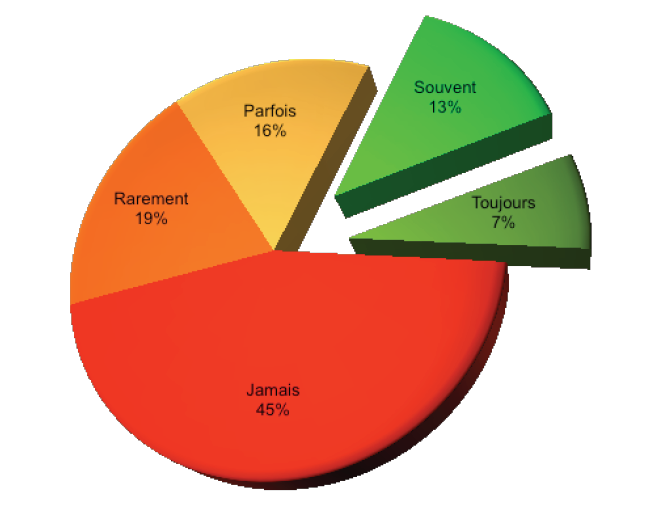 Souvent
13%
Parfois
16%
Rarement
19%
Toujours
7%
Jamais
45%